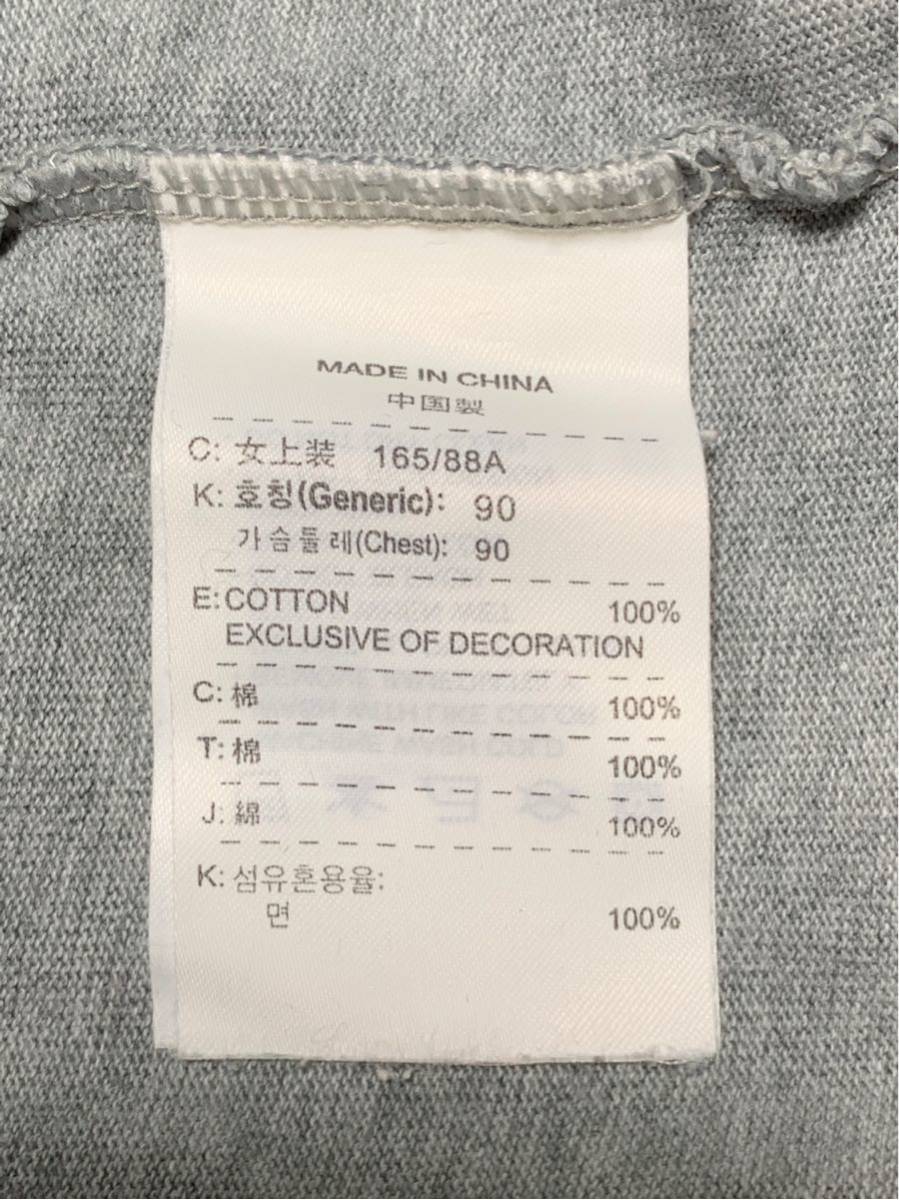 MADE IN CHINA
中国製
C: 女上装 165/88A
K: 호칭(Generic): 90
가슴둘레(Chest): 90
E: COTTON 100%
EXCLUSIVE OF DECORATION
C: 棉 100%
T: 棉 100%
J: 綿 100%
K: 섬유혼용율:
면 100%